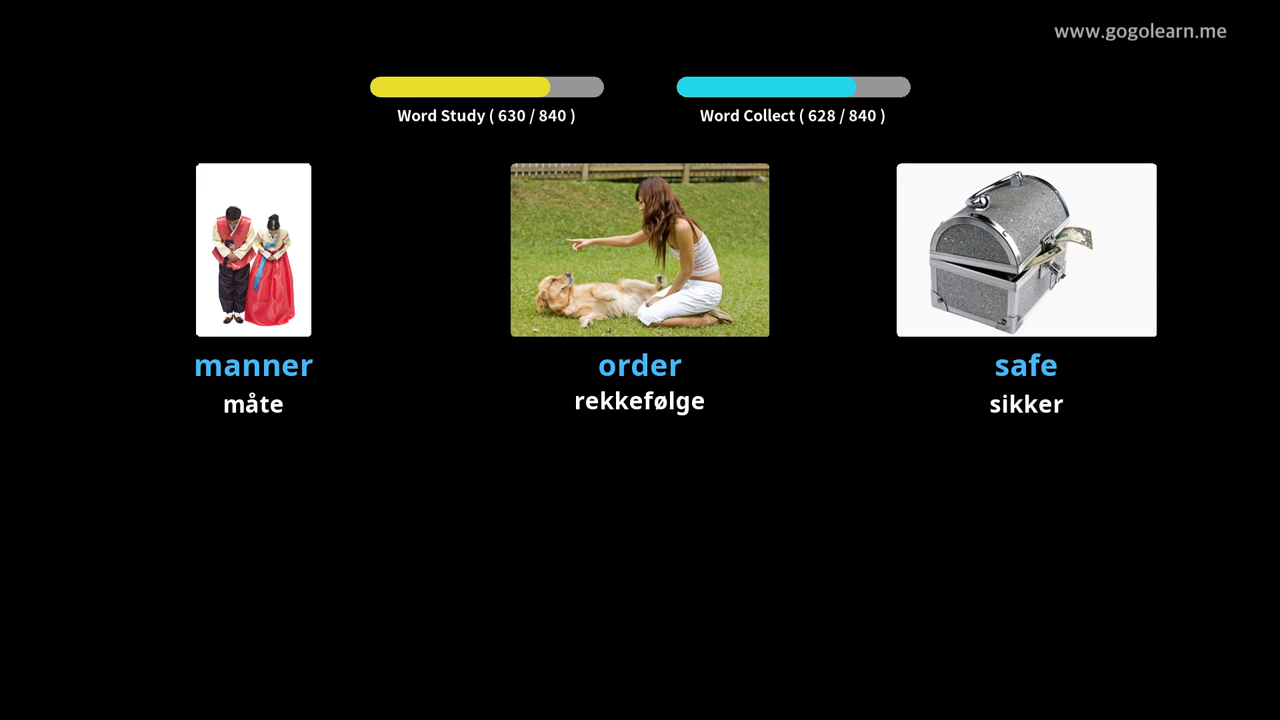 www.gogolearn.me
Word Study ( 630 / 840 )
Word Collect ( 628 / 840 )
manner
måte
order
rekkefølge
safe
sikker